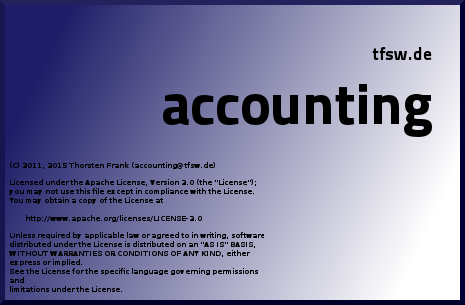 tfsw.de
accounting
(C) 2011, 2015 Thorsten Frank (accounting@tfsw.de)
Licensed under the Apache License, Version 2.0 (the "License");
you may not use this file except in compliance with the License.
You may obtain a copy of the License at
http://www.apache.org/licenses/LICENSE-2.0
Unless required by applicable law or agreed to in writing, software
distributed under the License is distributed on an "AS IS" BASIS,
WITHOUT WARRANTIES OR CONDITIONS OF ANY KIND, either
express or implied.
See the License for the specific language governing permissions
and
limitations under the License.